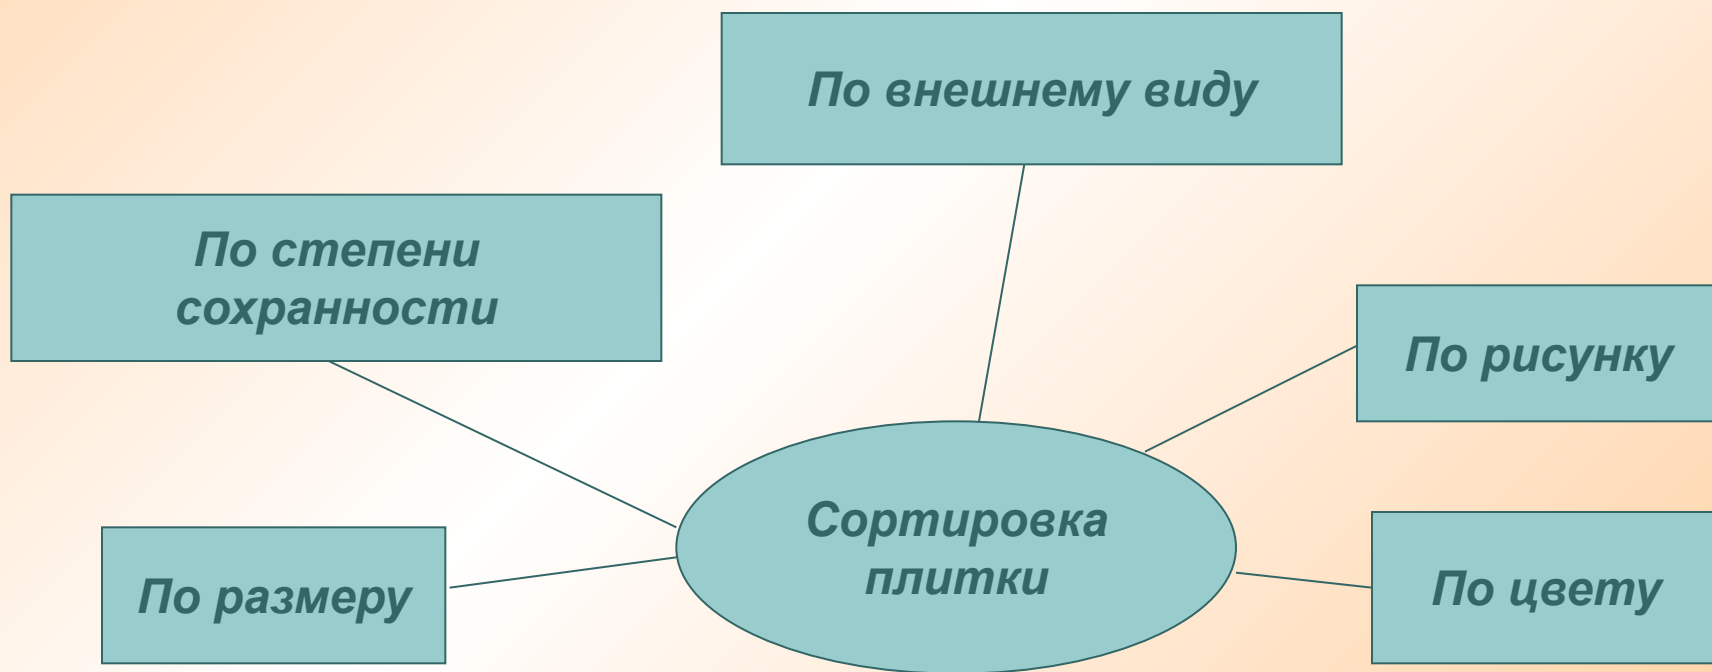 По внешнему виду
По степени
сохранности
По рисунку
Сортировка
плитки
По размеру
По цвету